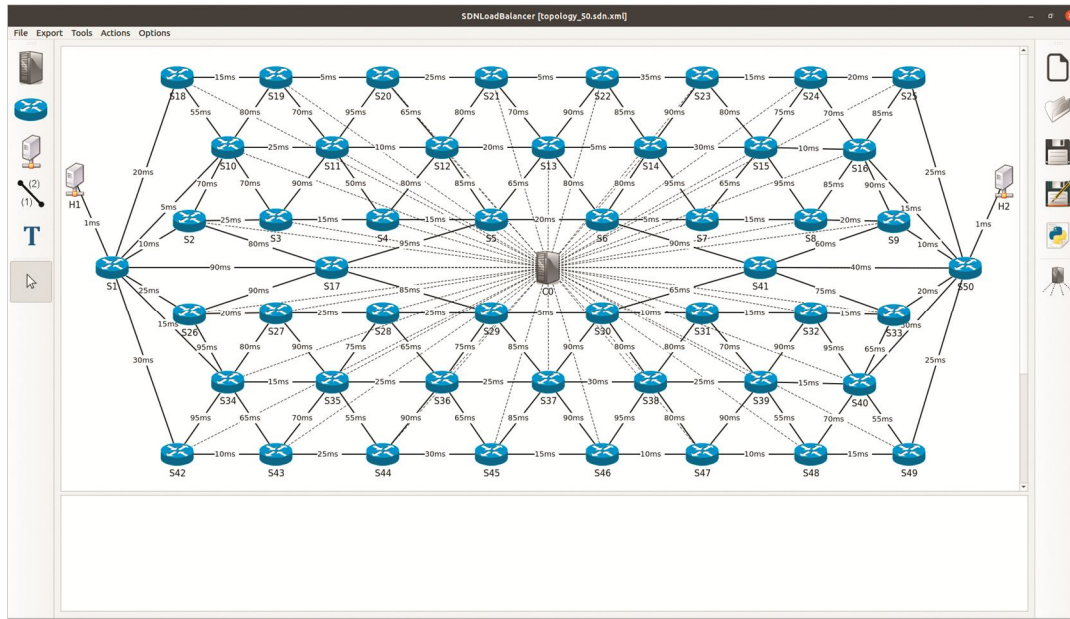 SDNLoadBalancer [topology_50.sdn.xml]
File Export Tools Actions Options
15ms 5ms 25ms 5ms 35ms 15ms 20ms
S18 S19 S20 S21 S22 S23 S24 S25
55ms 80ms 70ms 95ms 65ms 80ms 70ms 90ms 80ms 90ms 80ms 75ms 70ms 85ms
25ms 10ms 20ms 5ms 30ms 10ms
S10 S11 S12 S13 S14 S15 S16
20ms 25ms
H1 H2
(2)
(1)
70ms 70ms 90ms 50ms 80ms 85ms 65ms 80ms 80ms 90ms 95ms 85ms 90ms
5ms 15ms
1ms 25ms 15ms 15ms 20ms 5ms 15ms 20ms 1ms
S2 S3 S4 S5 S6 S7 S8 S9
T
10ms 80ms 95ms 90ms 60ms 10ms
90ms 40ms
S1 S17 C0 S41 S50
25ms 90ms 85ms 65ms 75ms 20ms
20ms 25ms 25ms 5ms 10ms 15ms
15ms
S26 S27 S28 S29 S30 S31 S32 S33
95ms 80ms 90ms 75ms 65ms 75ms 85ms 90ms 80ms 80ms 90ms 95ms 65ms
30ms 25ms
15ms 25ms 25ms 30ms 10ms 15ms
S34 S35 S36 S37 S38 S39 S40
95ms 65ms 70ms 55ms 90ms 65ms 85ms 90ms 95ms 80ms 90ms 55ms 70ms 55ms
10ms 25ms 30ms 15ms 10ms 10ms 15ms
S42 S43 S44 S45 S46 S47 S48 S49